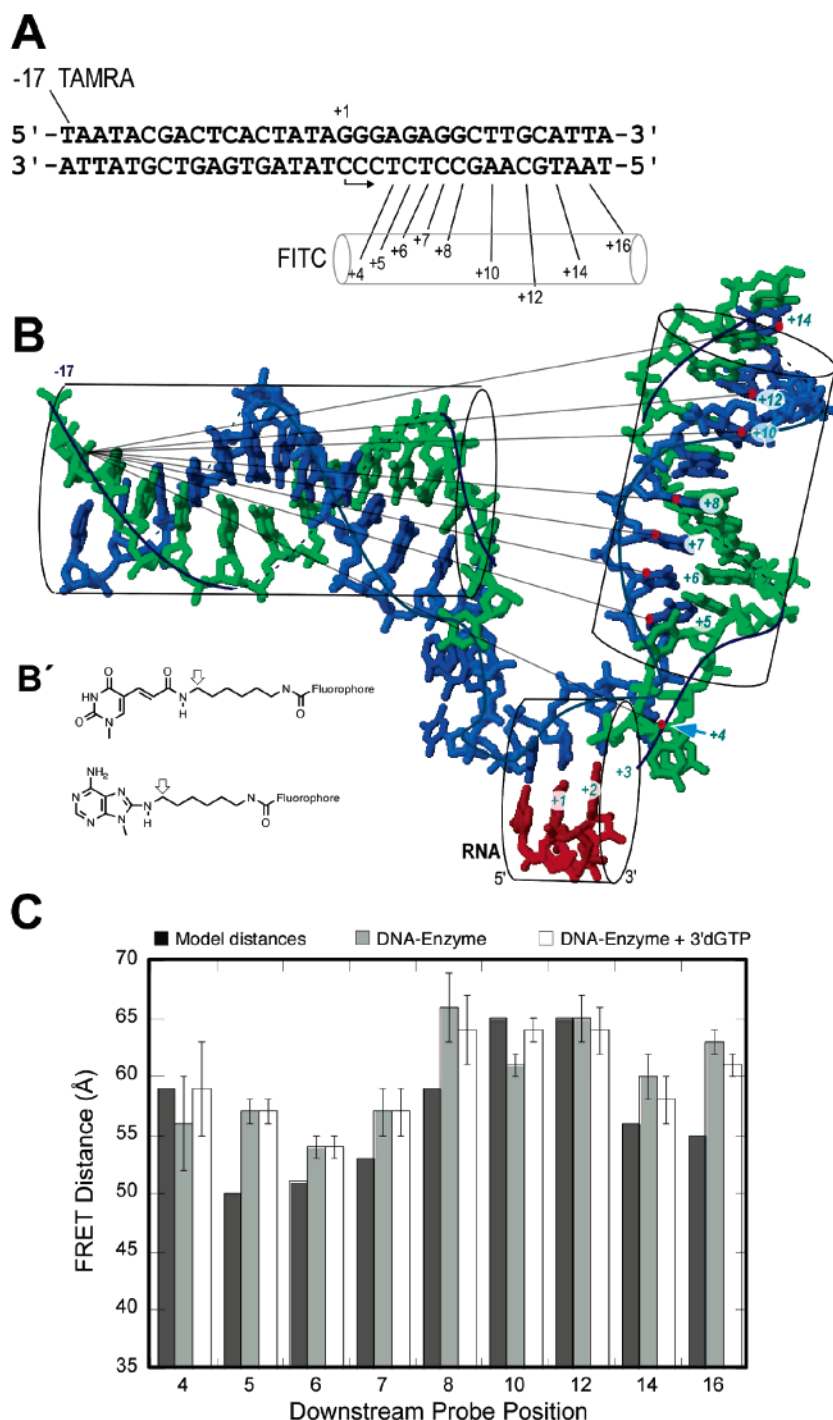 A
-17 TAMRA
+1
5'-TAATACGACTCACTATAGGGAGAGGCTTGCATTA-3'
3'-ATTATGCTGAGTGATATCCCTCTCCGAACGTAAT-5'
FITC
+4
+5
+6
+7
+8
+10
+12
+14
+16
B
-17
+14
+12
+10
+8
+7
+6
+5
+4
+3
+2
+1
RNA
5'
3'
B´
O
O
HN
O
N
N
H
N
C
O
Fluorophore
NH2
N
N
N
N
N
H
N
C
O
Fluorophore
C
Model distances
DNA-Enzyme
DNA-Enzyme + 3'dGTP
FRET Distance (Å)
70
65
60
55
50
45
40
35
4 5 6 7 8 10 12 14 16
Downstream Probe Position